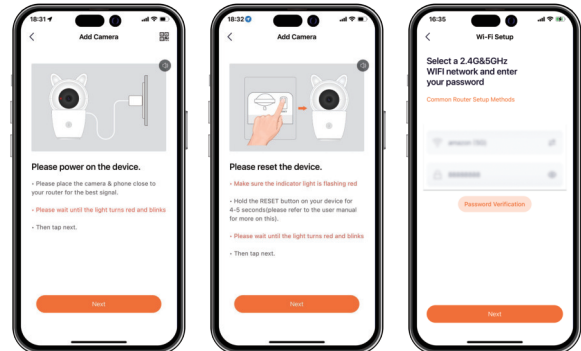 18:31
Add Camera
Please power on the device.
• Please place the camera & phone close to
your router for the best signal.
• Please wait until the light turns red and blinks
• Then tap next.
Next
18:32
Add Camera
Please reset the device.
• Make sure the indicator light is flashing red
• Hold the RESET button on your device for
4-5 seconds(please refer to the user manual
for more on this).
• Please wait until the light turns red and blinks
• Then tap next.
Next
16:35
Wi-Fi Setup
Select a 2.4G&5GHz
WIFI network and enter
your password
Common Router Setup Methods
Password Verification
Next